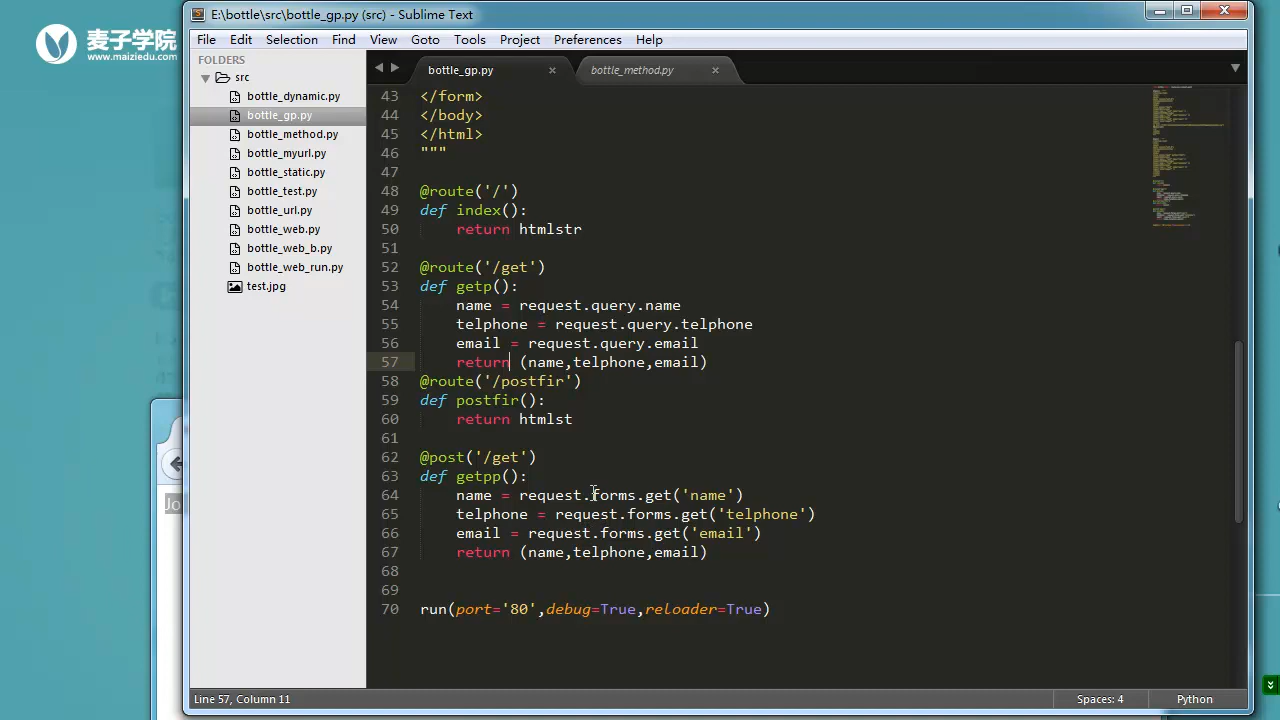 麦子学院
www.maiziedu.com
E:\bottle\src\bottle_gp.py (src) - Sublime Text
File Edit Selection Find View Goto Tools Project Preferences Help
FOLDERS
src
bottle_dynamic.py
bottle_gp.py
bottle_method.py
bottle_myurl.py
bottle_static.py
bottle_test.py
bottle_url.py
bottle_web.py
bottle_web_b.py
bottle_web_run.py
test.jpg
bottle_gp.py
bottle_method.py
43 </form>
44 </body>
45 </html>
46 """
47
48 @route('/')
49 def index():
50 return htmlstr
51
52 @route('/get')
53 def getp():
54 name = request.query.name
55 telphone = request.query.telphone
56 email = request.query.email
57 return (name,telphone,email)
58 @route('/postfir')
59 def postfir():
60 return htmlst
61
62 @post('/get')
63 def getpp():
64 name = request.forms.get('name')
65 telphone = request.forms.get('telphone')
66 email = request.forms.get('email')
67 return (name,telphone,email)
68
69
70 run(port='80',debug=True,reloader=True)
Jo
Line 57, Column 11
Spaces: 4
Python